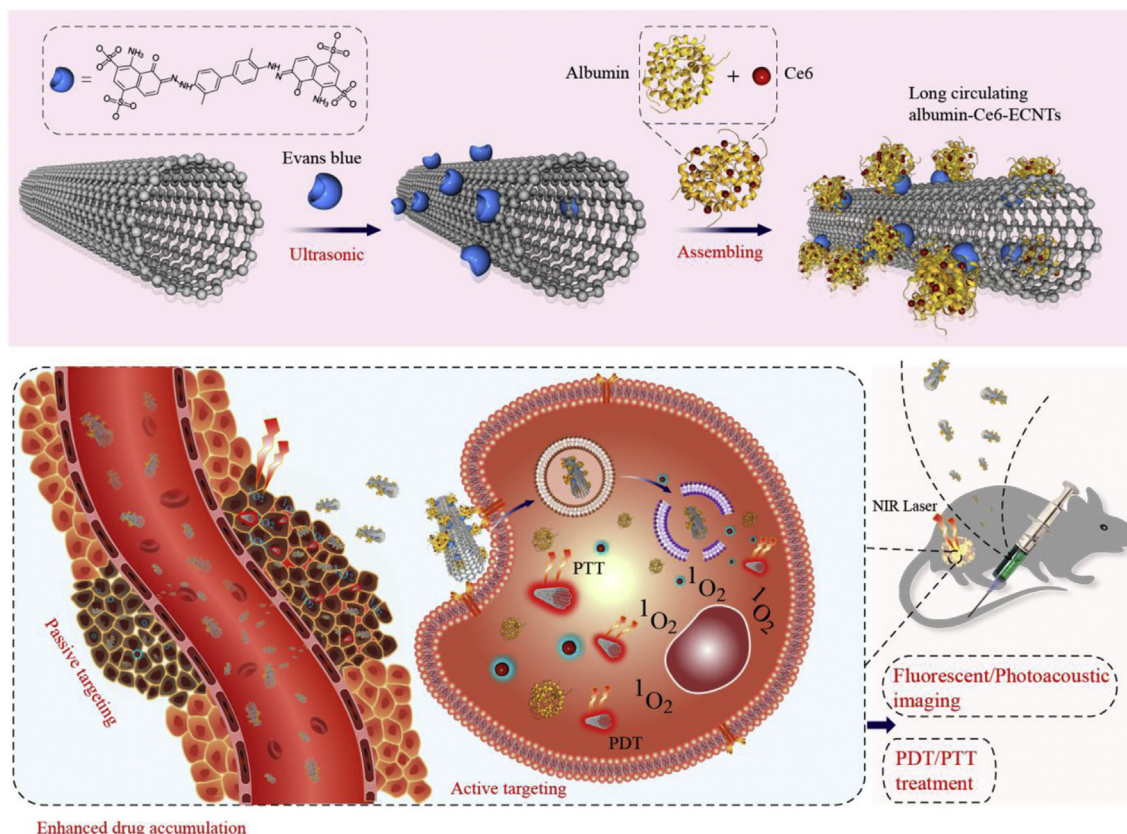 Albumin
+
Ce6
=
Long circulating
albumin-Ce6-ECNTs
Evans blue
Ultrasonic
Assembling
NIR Laser
PTT
¹O₂
¹O₂
¹O₂
¹O₂
PDT
Passive targeting
Active targeting
Fluorescent/Photoacoustic
imaging
PDT/PTT
treatment
Enhanced drug accumulation